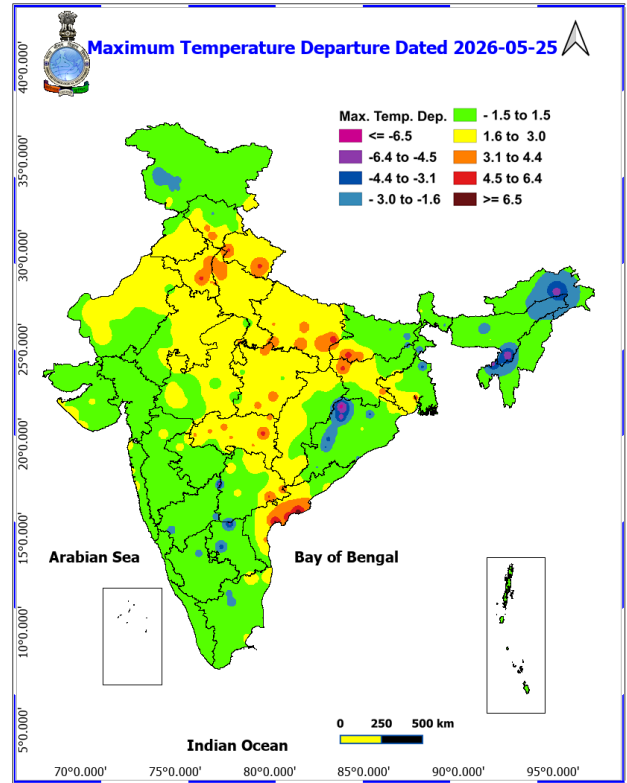 Maximum Temperature Departure Dated 2026-05-25
Max. Temp. Dep.
<= -6.5
-6.4 to -4.5
-4.4 to -3.1
- 3.0 to -1.6
- 1.5 to 1.5
1.6 to 3.0
3.1 to 4.4
4.5 to 6.4
>= 6.5
40°0.000'
35°0.000'
30°0.000'
25°0.000'
20°0.000'
15°0.000'
10°0.000'
5°0.000'
Arabian Sea
Bay of Bengal
Indian Ocean
0 250 500 km
70°0.000' 75°0.000' 80°0.000' 85°0.000' 90°0.000' 95°0.000'